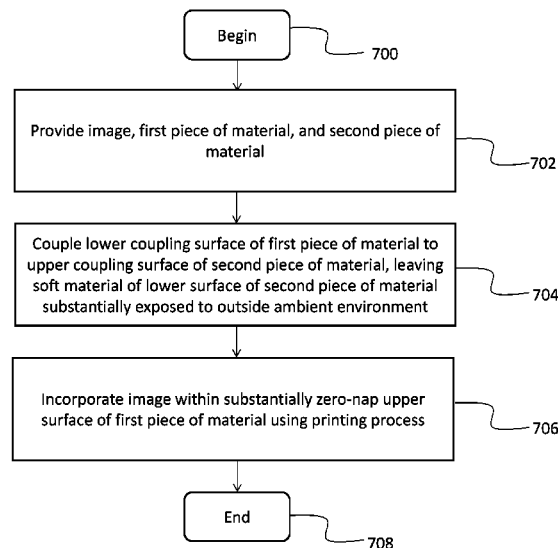 Begin
700
Provide image, first piece of material, and second piece of
material
702
Couple lower coupling surface of first piece of material to
upper coupling surface of second piece of material, leaving
soft material of lower surface of second piece of material
substantially exposed to outside ambient environment
704
Incorporate image within substantially zero-nap upper
surface of first piece of material using printing process
706
End
708